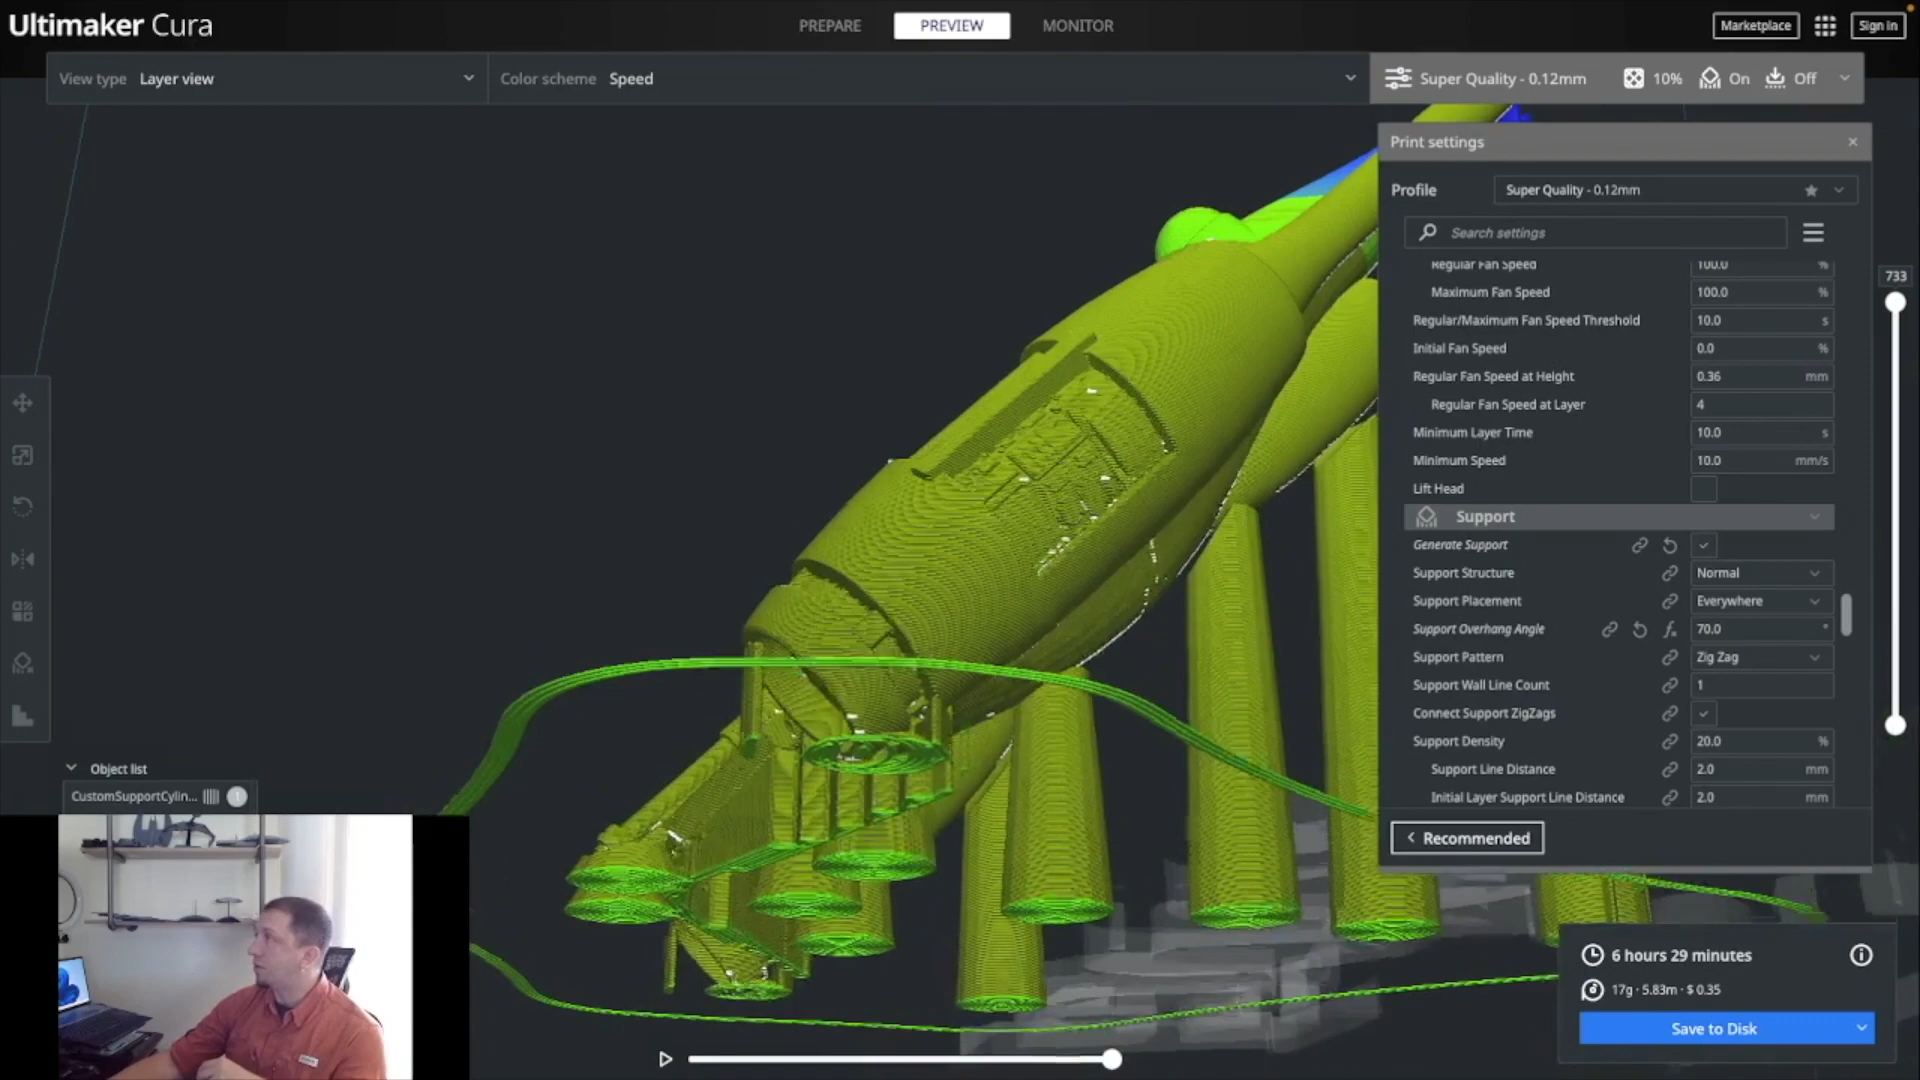 Ultimaker Cura
PREPARE
PREVIEW
MONITOR
Marketplace
Sign in
View type Layer view
Color scheme Speed
Super Quality - 0.12mm
10%
On
Off
Print settings
Profile
Super Quality - 0.12mm
Search settings
Regular Fan Speed 100.0 %
Maximum Fan Speed 100.0 %
Regular/Maximum Fan Speed Threshold 10.0 s
Initial Fan Speed 0.0 %
Regular Fan Speed at Height 0.36 mm
Regular Fan Speed at Layer 4
Minimum Layer Time 10.0 s
Minimum Speed 10.0 mm/s
Lift Head
Support
Generate Support
Support Structure Normal
Support Placement Everywhere
Support Overhang Angle 70.0 °
Support Pattern Zig Zag
Support Wall Line Count 1
Connect Support ZigZags
Support Density 20.0 %
Support Line Distance 2.0 mm
Initial Layer Support Line Distance 2.0 mm
Recommended
733
Object list
CustomSupportCylin... 1
6 hours 29 minutes
17g · 5.83m · $ 0.35
Save to Disk